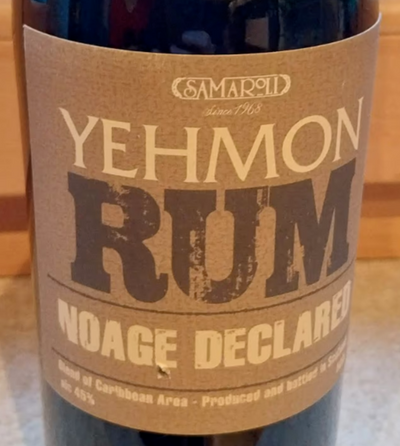 SAMAROLI
since 1968
YEHMON
RUM
NOAGE DECLARED
Blend of Caribbean Area - Produced and bottled in
Alc 45%